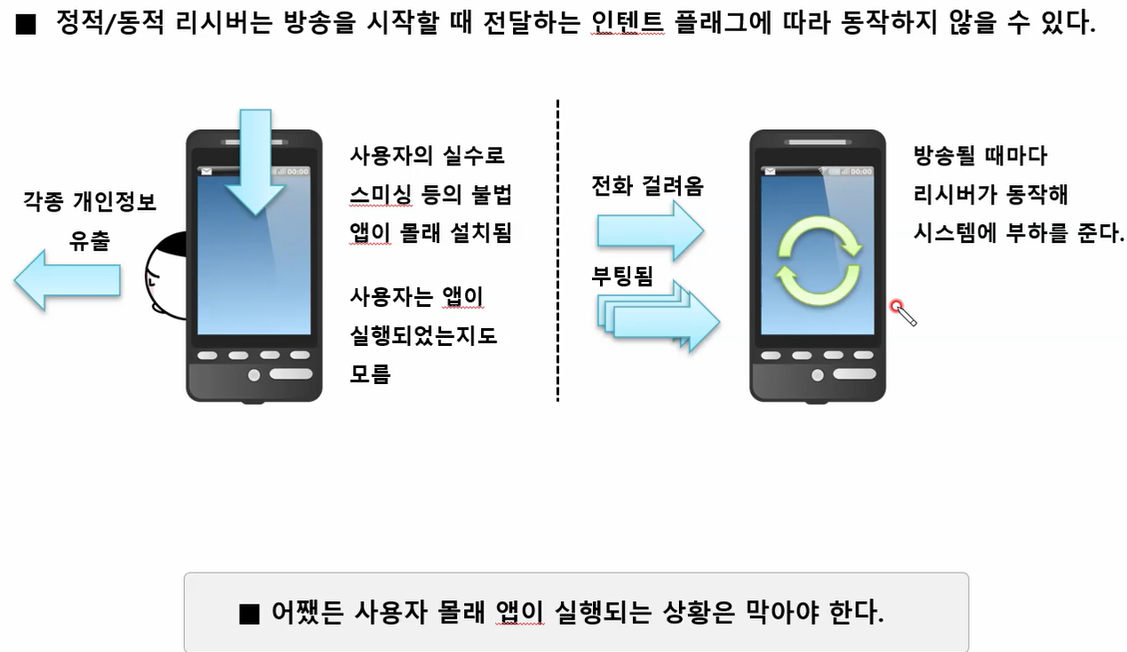 ■ 정적/동적 리시버는 방송을 시작할 때 전달하는 인텐트 플래그에 따라 동작하지 않을 수 있다.
각종 개인정보
유출
00:00
사용자의 실수로
스미싱 등의 불법
앱이 몰래 설치됨
사용자는 앱이
실행되었는지도
모름
전화 걸려옴
부팅됨
00:00
방송될 때마다
리시버가 동작해
시스템에 부하를 준다.
■ 어쨌든 사용자 몰래 앱이 실행되는 상황은 막아야 한다.